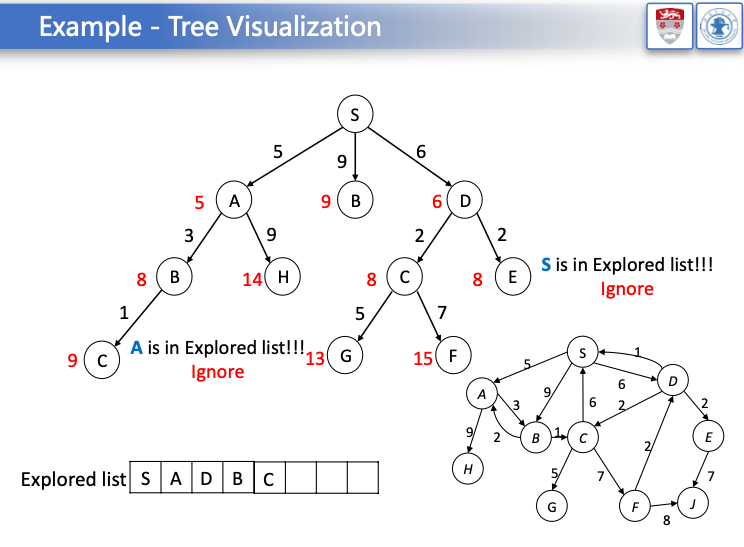 Example - Tree Visualization
S
5
9
6
5
A
9
B
6
D
3
9
2
2
8
B
14
H
8
C
8
E
S is in Explored list!!!
Ignore
1
5
7
9
C
A is in Explored list!!!
Ignore
13
G
15
F
S
5
1
6
D
A
9
3
6
2
2
9
2
B
1
C
E
H
5
7
2
7
G
F
8
J
Explored list S A D B C